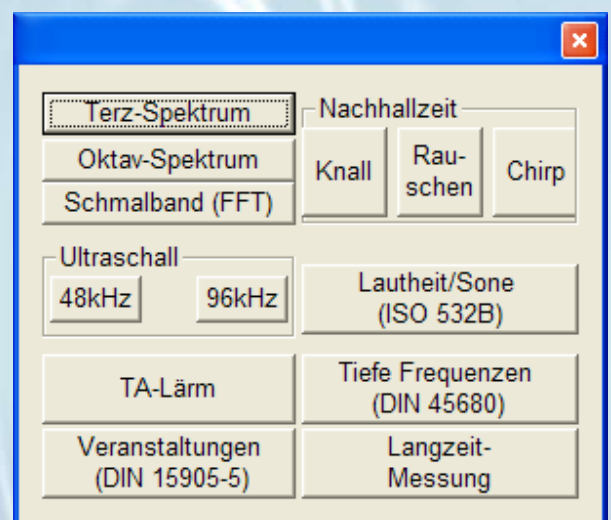 Terz-Spektrum
Oktav-Spektrum
Schmalband (FFT)
Nachhallzeit
Knall
Rau-
schen
Chirp
Ultraschall
48kHz
96kHz
Lautheit/Sone
(ISO 532B)
TA-Lärm
Tiefe Frequenzen
(DIN 45680)
Veranstaltungen
(DIN 15905-5)
Langzeit-
Messung